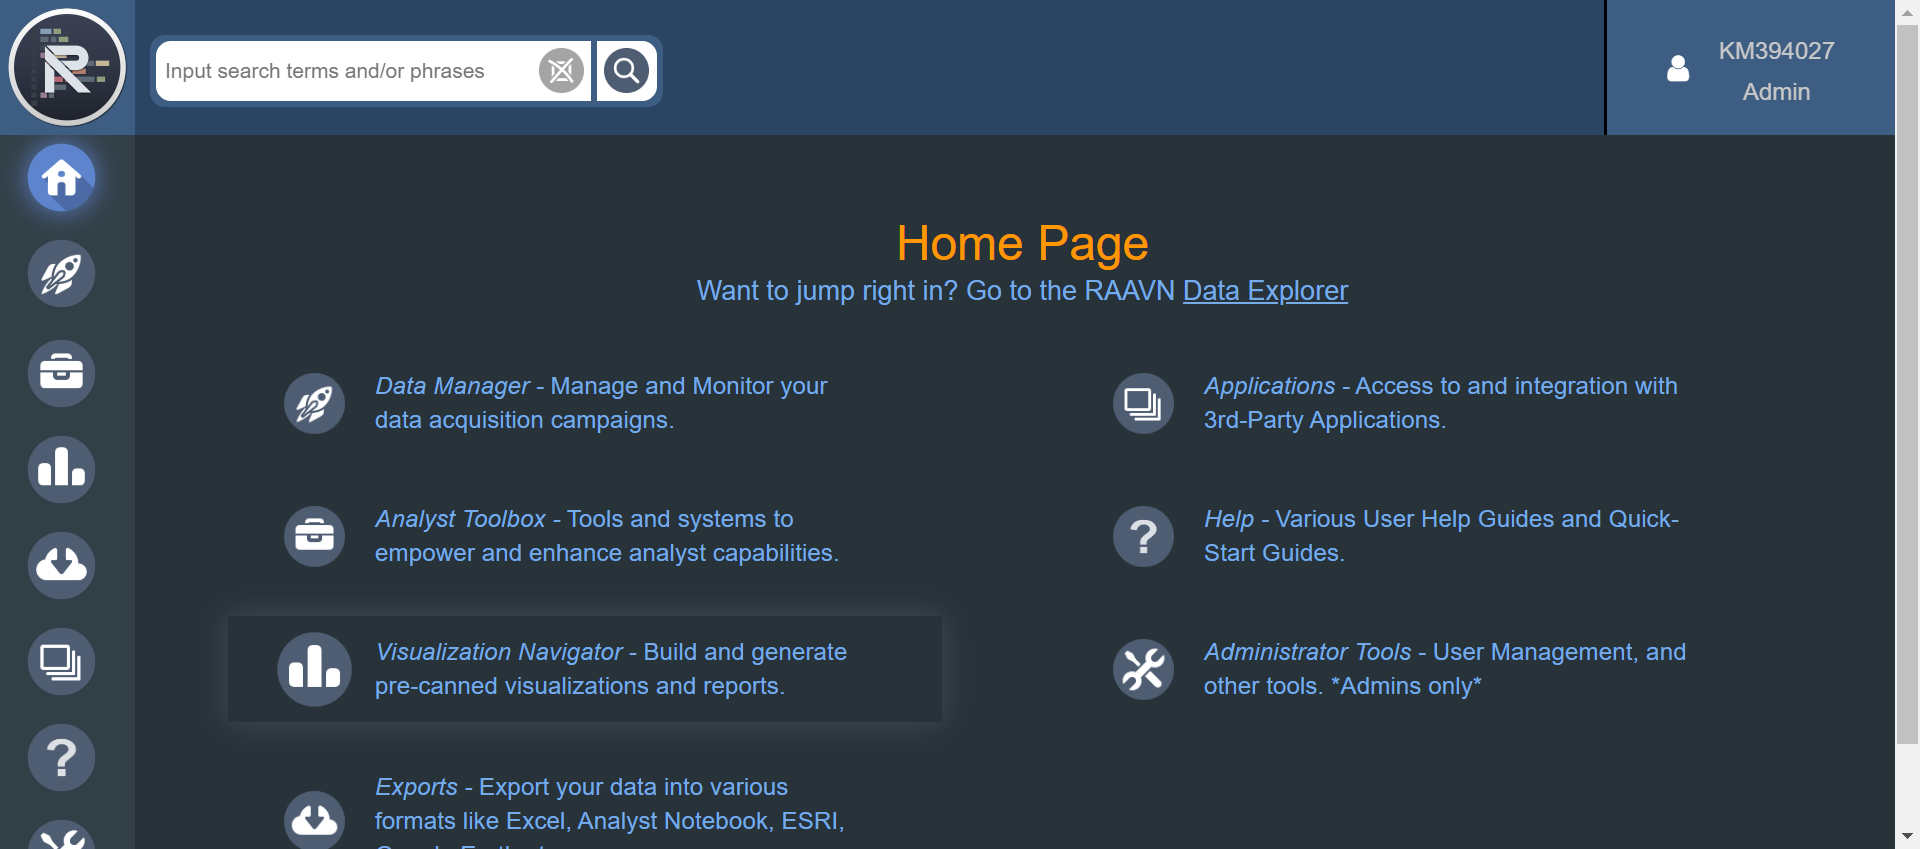 Input search terms and/or phrases
KM394027
Admin
Home Page
Want to jump right in? Go to the RAAVN Data Explorer
Data Manager - Manage and Monitor your
data acquisition campaigns.
Applications - Access to and integration with
3rd-Party Applications.
Analyst Toolbox - Tools and systems to
empower and enhance analyst capabilities.
Help - Various User Help Guides and Quick-
Start Guides.
Visualization Navigator - Build and generate
pre-canned visualizations and reports.
Administrator Tools - User Management, and
other tools. *Admins only*
Exports - Export your data into various
formats like Excel, Analyst Notebook, ESRI,